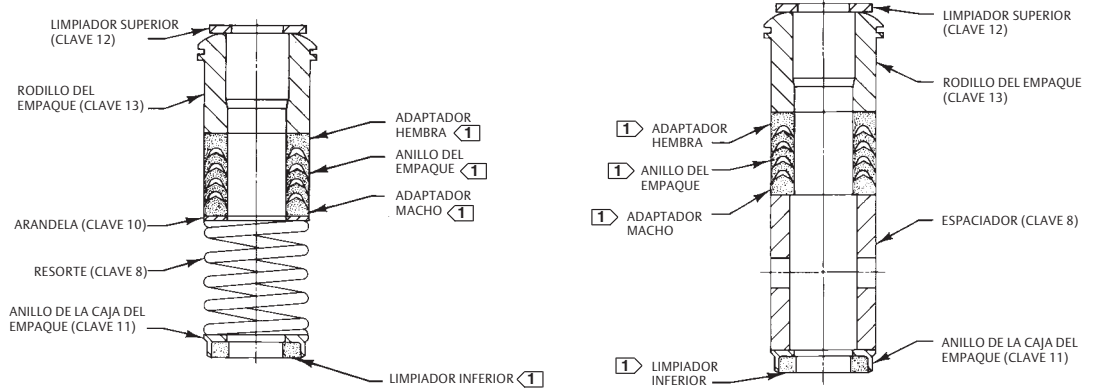 LIMPIADOR SUPERIOR
(CLAVE 12)
RODILLO DEL
EMPAQUE (CLAVE 13)
ADAPTADOR
HEMBRA 1
ANILLO DEL
EMPAQUE 1
ADAPTADOR
MACHO 1
ARANDELA (CLAVE 10)
RESORTE (CLAVE 8)
ANILLO DE LA CAJA DEL
EMPAQUE (CLAVE 11)
LIMPIADOR INFERIOR 1
LIMPIADOR SUPERIOR
(CLAVE 12)
RODILLO DEL EMPAQUE
(CLAVE 13)
1 ADAPTADOR
HEMBRA
1 ANILLO DEL
EMPAQUE
1 ADAPTADOR
MACHO
ESPACIADOR (CLAVE 8)
ANILLO DE LA CAJA DEL
EMPAQUE (CLAVE 11)
1 LIMPIADOR
INFERIOR